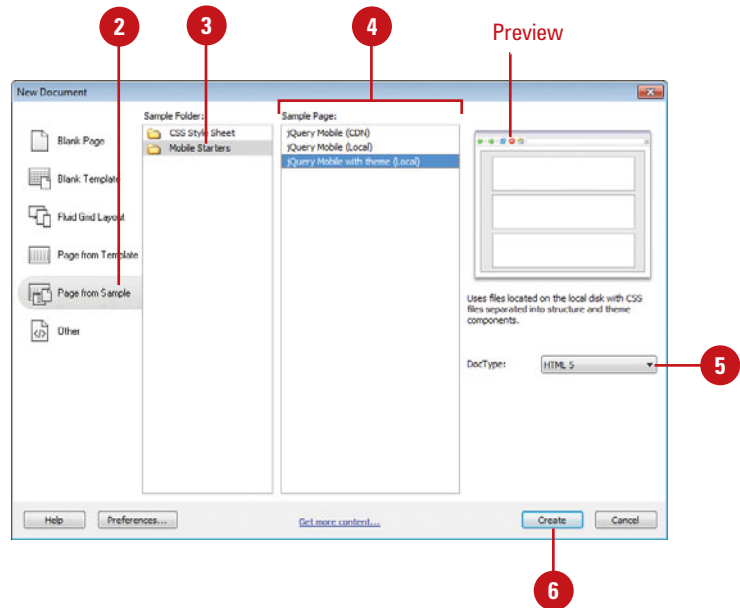 2
3
4
Preview
New Document
Sample Folder:
Sample Page:
Blank Page
Blank Template
Fluid Grid Layout
Page from Template
Page from Sample
Other
CSS Style Sheet
Mobile Starters
jQuery Mobile (CDN)
jQuery Mobile (Local)
jQuery Mobile with theme (Local)
Uses files located on the local disk with CSS
files separated into structure and theme
components.
DocType:
HTML 5
5
Help
Preferences...
Get more content...
Create
Cancel
6